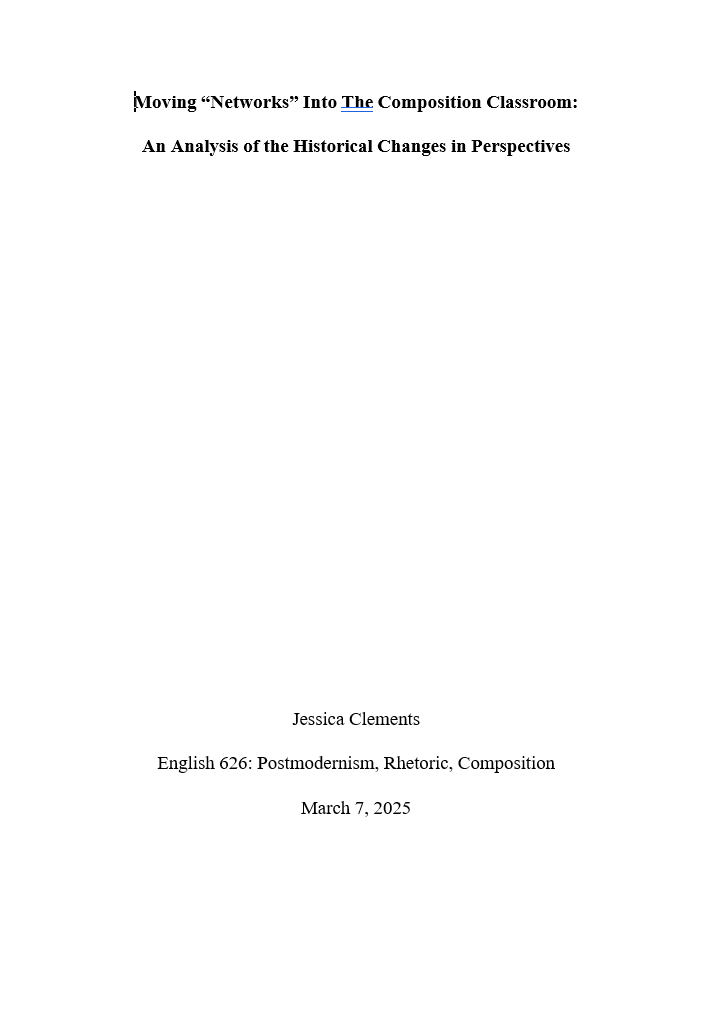 Moving “Networks” Into The Composition Classroom:
An Analysis of the Historical Changes in Perspectives
Jessica Clements
English 626: Postmodernism, Rhetoric, Composition
March 7, 2025